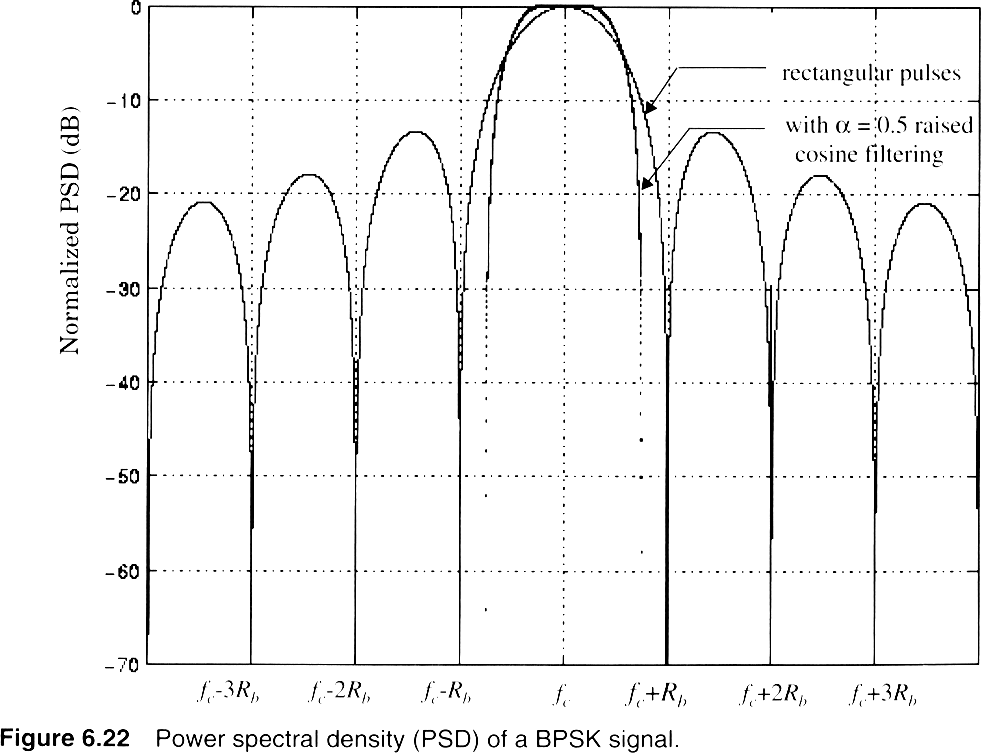 0
−10
−20
−30
−40
−50
−60
−70
Normalized PSD (dB)
rectangular pulses
with α = 0.5 raised
cosine filtering
f_c-3R_b f_c-2R_b f_c-R_b f_c f_c+R_b f_c+2R_b f_c+3R_b
Figure 6.22 Power spectral density (PSD) of a BPSK signal.